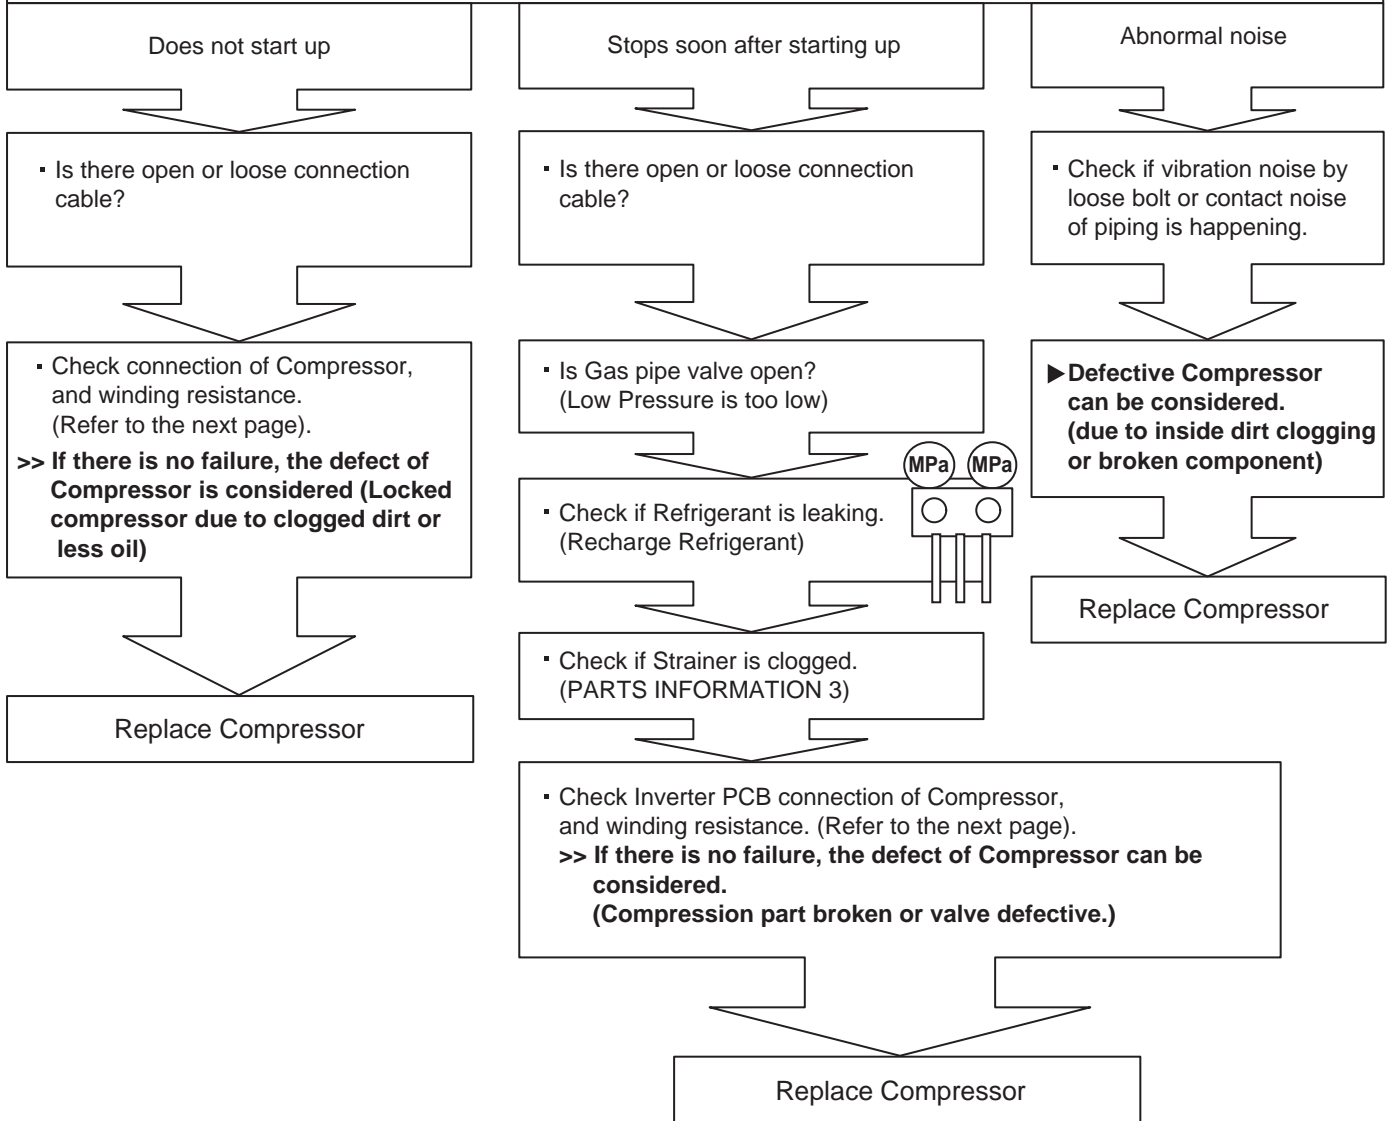 Does not start up
▪ Is there open or loose connection
cable?
▪ Check connection of Compressor,
and winding resistance.
(Refer to the next page).
>> If there is no failure, the defect of
Compressor is considered (Locked
compressor due to clogged dirt or
less oil)
Replace Compressor
Stops soon after starting up
▪ Is there open or loose connection
cable?
▪ Is Gas pipe valve open?
(Low Pressure is too low)
MPa MPa
▪ Check if Refrigerant is leaking.
(Recharge Refrigerant)
▪ Check if Strainer is clogged.
(PARTS INFORMATION 3)
▪ Check Inverter PCB connection of Compressor,
and winding resistance. (Refer to the next page).
>> If there is no failure, the defect of Compressor can be
considered.
(Compression part broken or valve defective.)
Replace Compressor
Abnormal noise
▪ Check if vibration noise by
loose bolt or contact noise
of piping is happening.
▶Defective Compressor
can be considered.
(due to inside dirt clogging
or broken component)
Replace Compressor